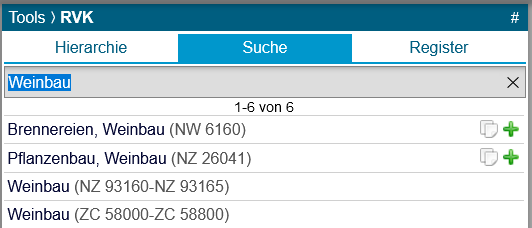 Tools ⟩ RVK #
Hierarchie Suche Register
Weinbau
1-6 von 6
Brennereien, Weinbau (NW 6160)
Pflanzenbau, Weinbau (NZ 26041)
Weinbau (NZ 93160-NZ 93165)
Weinbau (ZC 58000-ZC 58800)